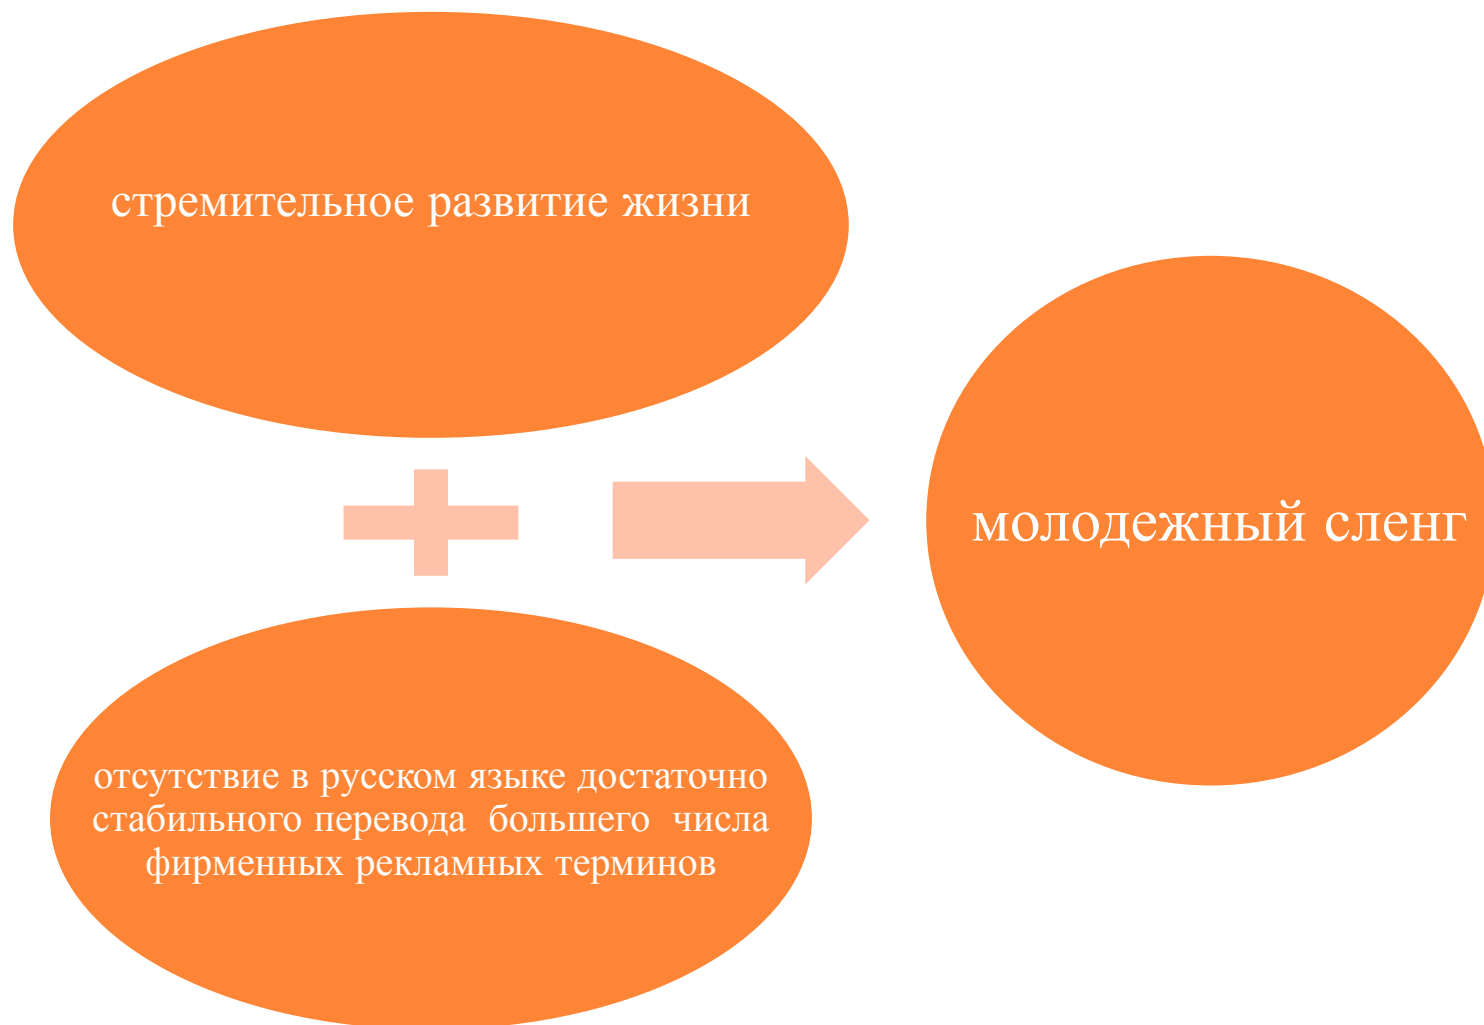 стремительное развитие жизни
отсутствие в русском языке достаточно
стабильного перевода  большего  числа
фирменных рекламных терминов
молодежный сленг